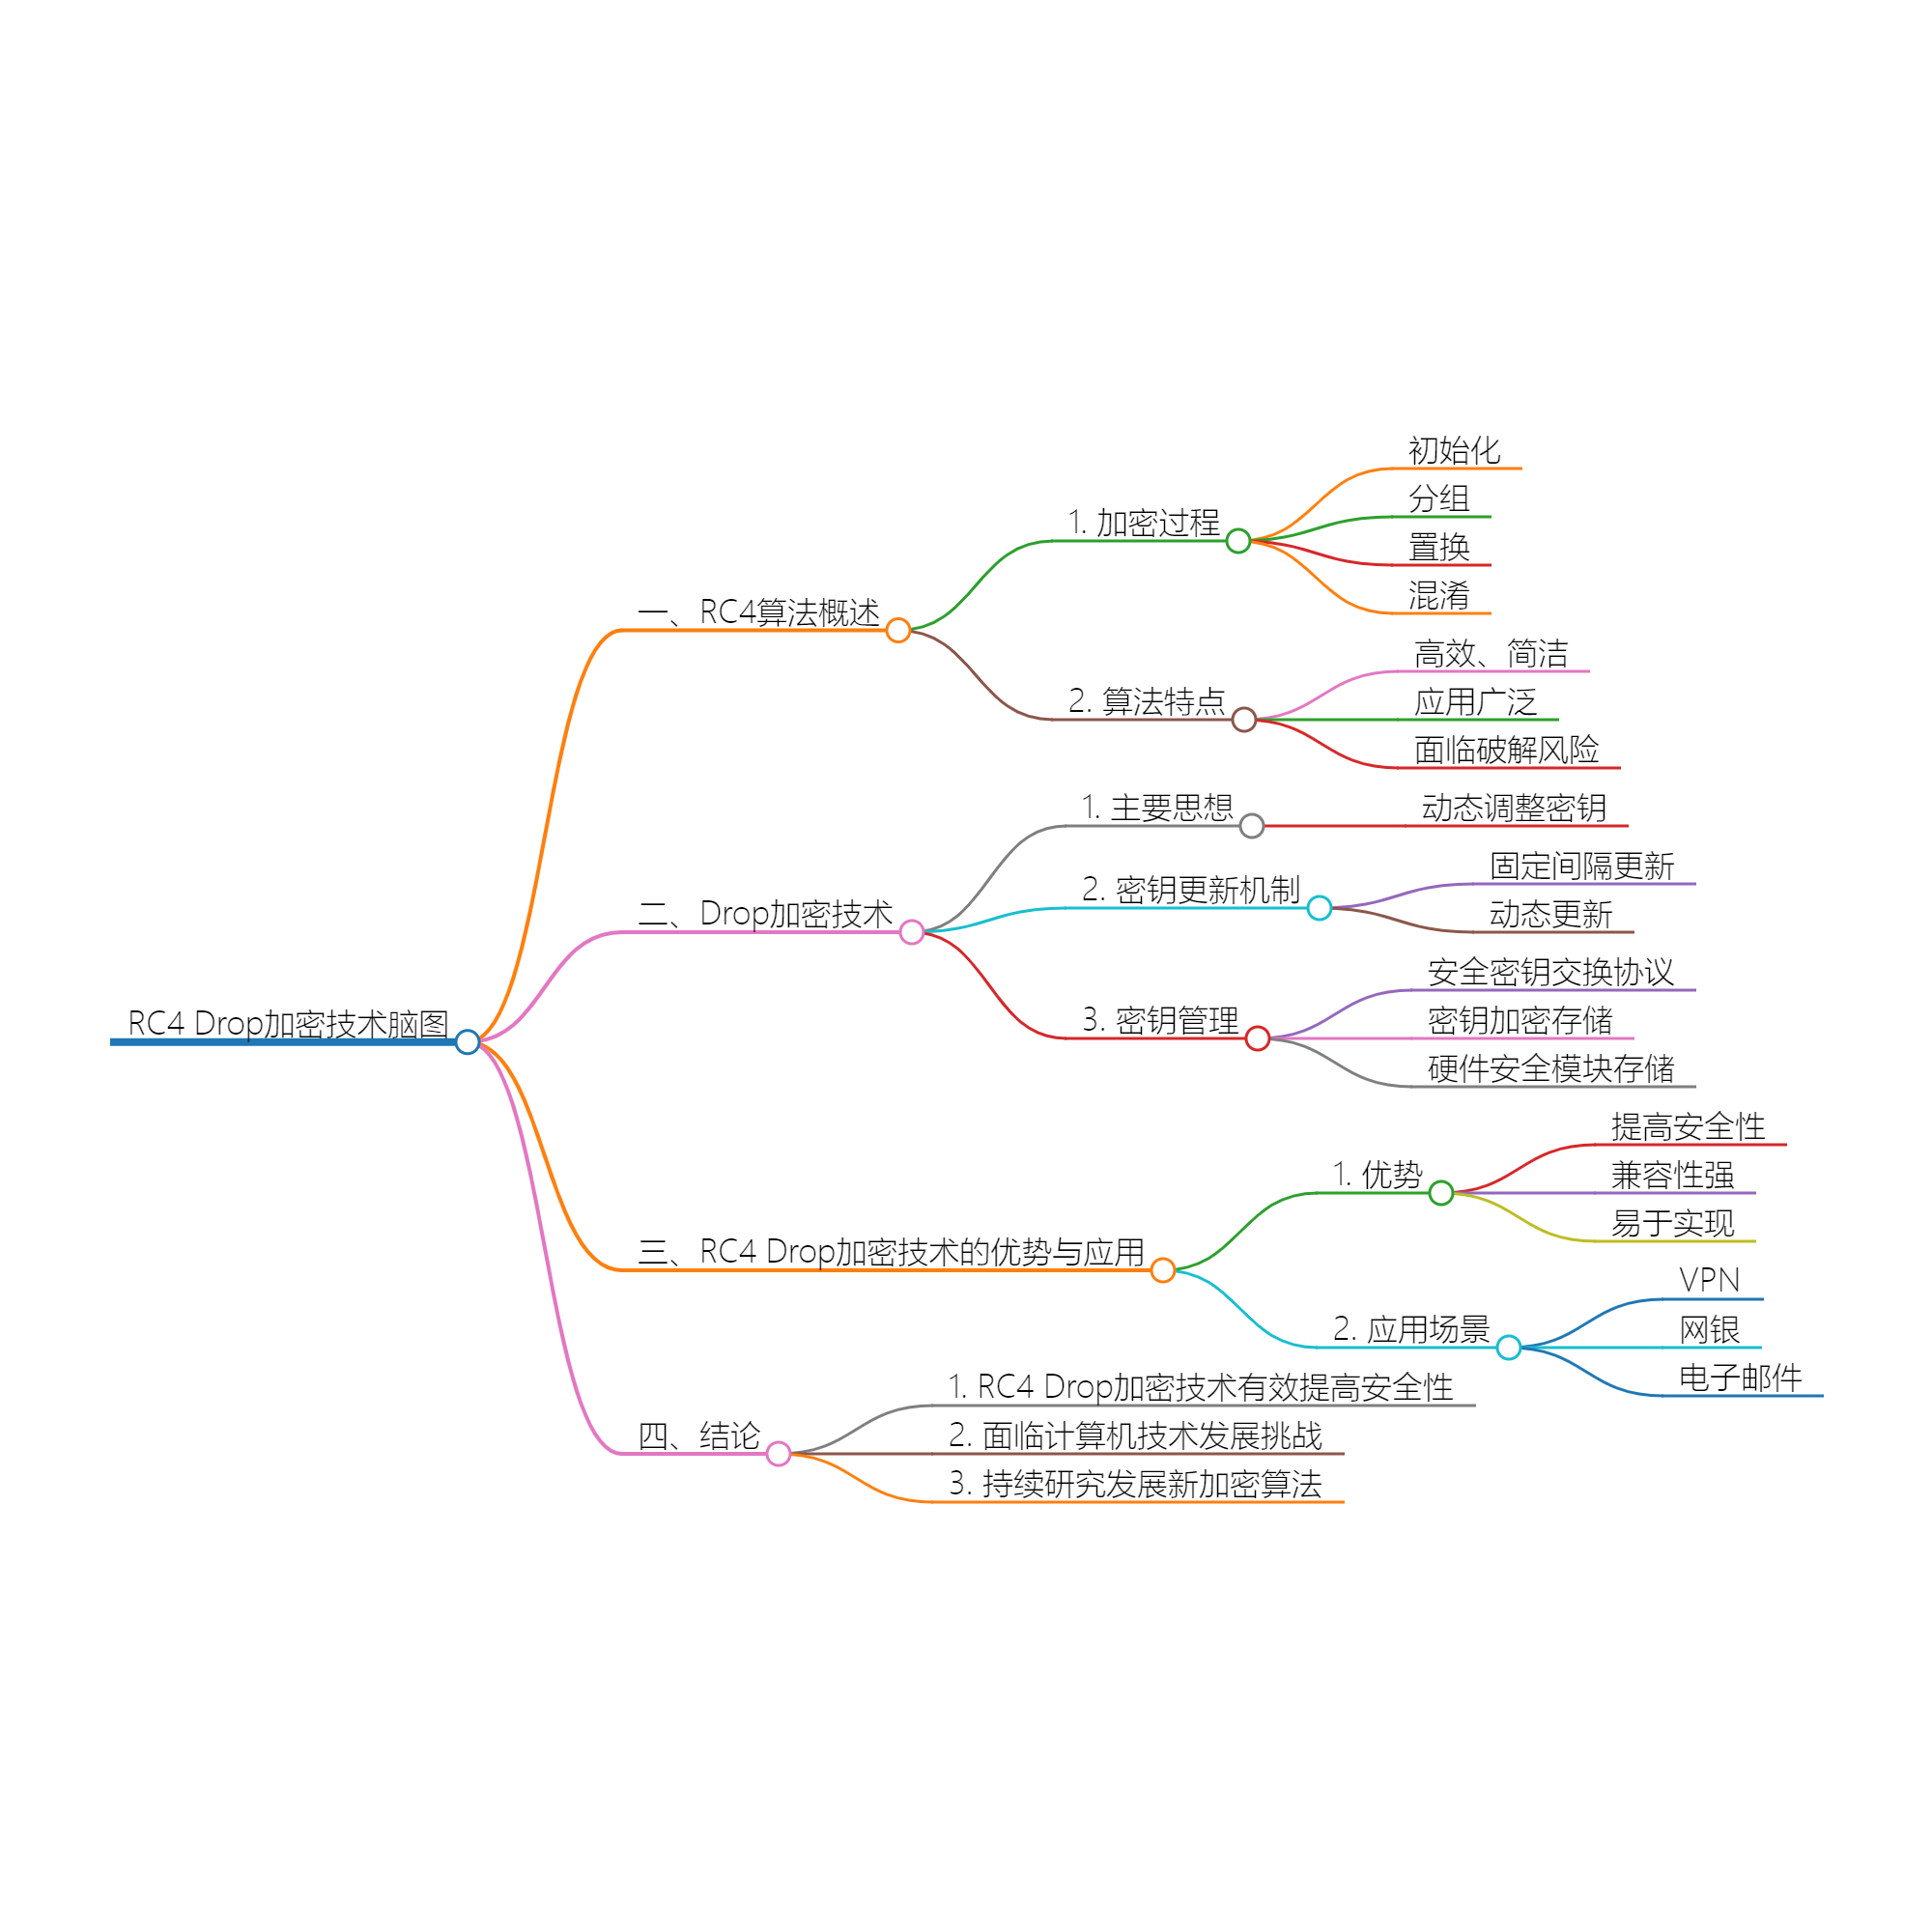 RC4 Drop加密技术脑图
一、RC4算法概述
1. 加密过程
初始化
分组
置换
混淆
2. 算法特点
高效、简洁
应用广泛
面临破解风险
二、Drop加密技术
1. 主要思想
动态调整密钥
2. 密钥更新机制
固定间隔更新
动态更新
3. 密钥管理
安全密钥交换协议
密钥加密存储
硬件安全模块存储
三、RC4 Drop加密技术的优势与应用
1. 优势
提高安全性
兼容性强
易于实现
2. 应用场景
VPN
网银
电子邮件
四、结论
1. RC4 Drop加密技术有效提高安全性
2. 面临计算机技术发展挑战
3. 持续研究发展新加密算法